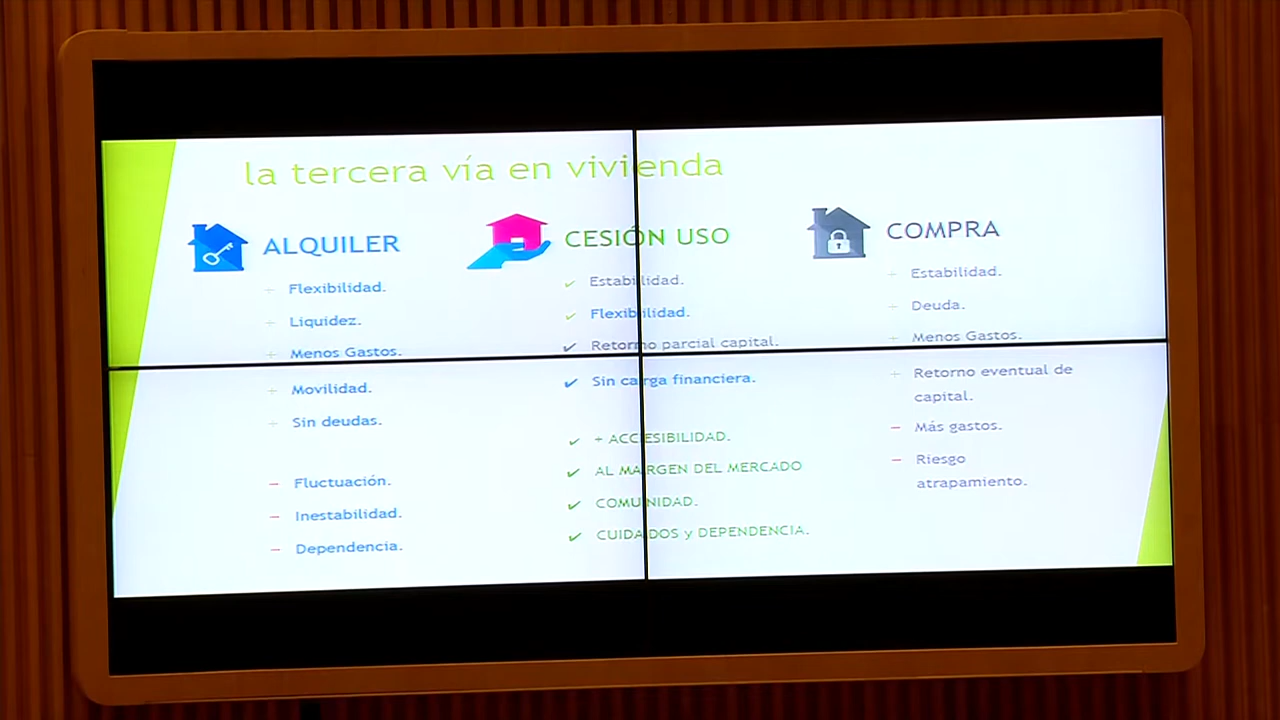 la tercera vía en vivienda
ALQUILER
+ Flexibilidad.
+ Liquidez.
+ Menos Gastos.
+ Movilidad.
+ Sin deudas.
− Fluctuación.
− Inestabilidad.
− Dependencia.
CESIÓN USO
✓ Estabilidad.
✓ Flexibilidad.
✓ Retorno parcial capital.
✓ Sin carga financiera.
✓ + ACCESIBILIDAD.
✓ AL MARGEN DEL MERCADO
✓ COMUNIDAD.
✓ CUIDADOS y DEPENDENCIA.
COMPRA
+ Estabilidad.
+ Deuda.
+ Menos Gastos.
+ Retorno eventual de
capital.
− Más gastos.
− Riesgo
atrapamiento.